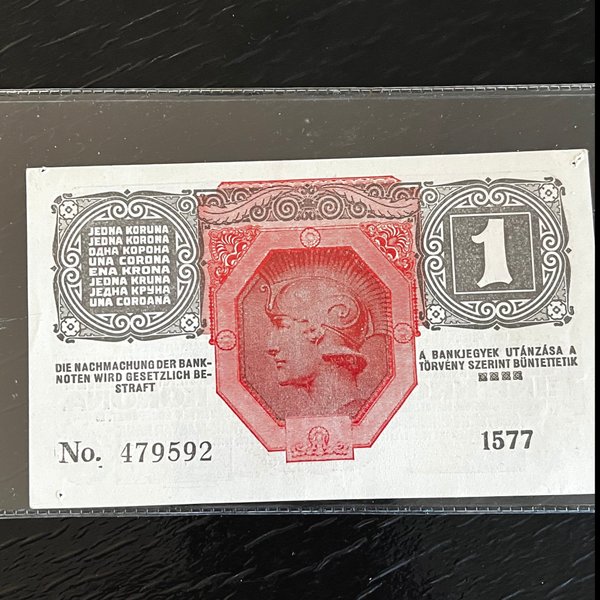 JEDNA KORUNA
JEDNA KORONA
ОДНА КОРОНА
UNA CORONA
ENA KRONA
JEDNA KRUNA
ЈЕДНА КРУНА
UNA COROANĂ
1
DIE NACHMACHUNG DER BANK-
NOTEN WIRD GESETZLICH BE-
STRAFT
A BANKJEGYEK UTÁNZÁSA A
TÖRVÉNY SZERINT BÜNTETTETIK
No. 479592
1577